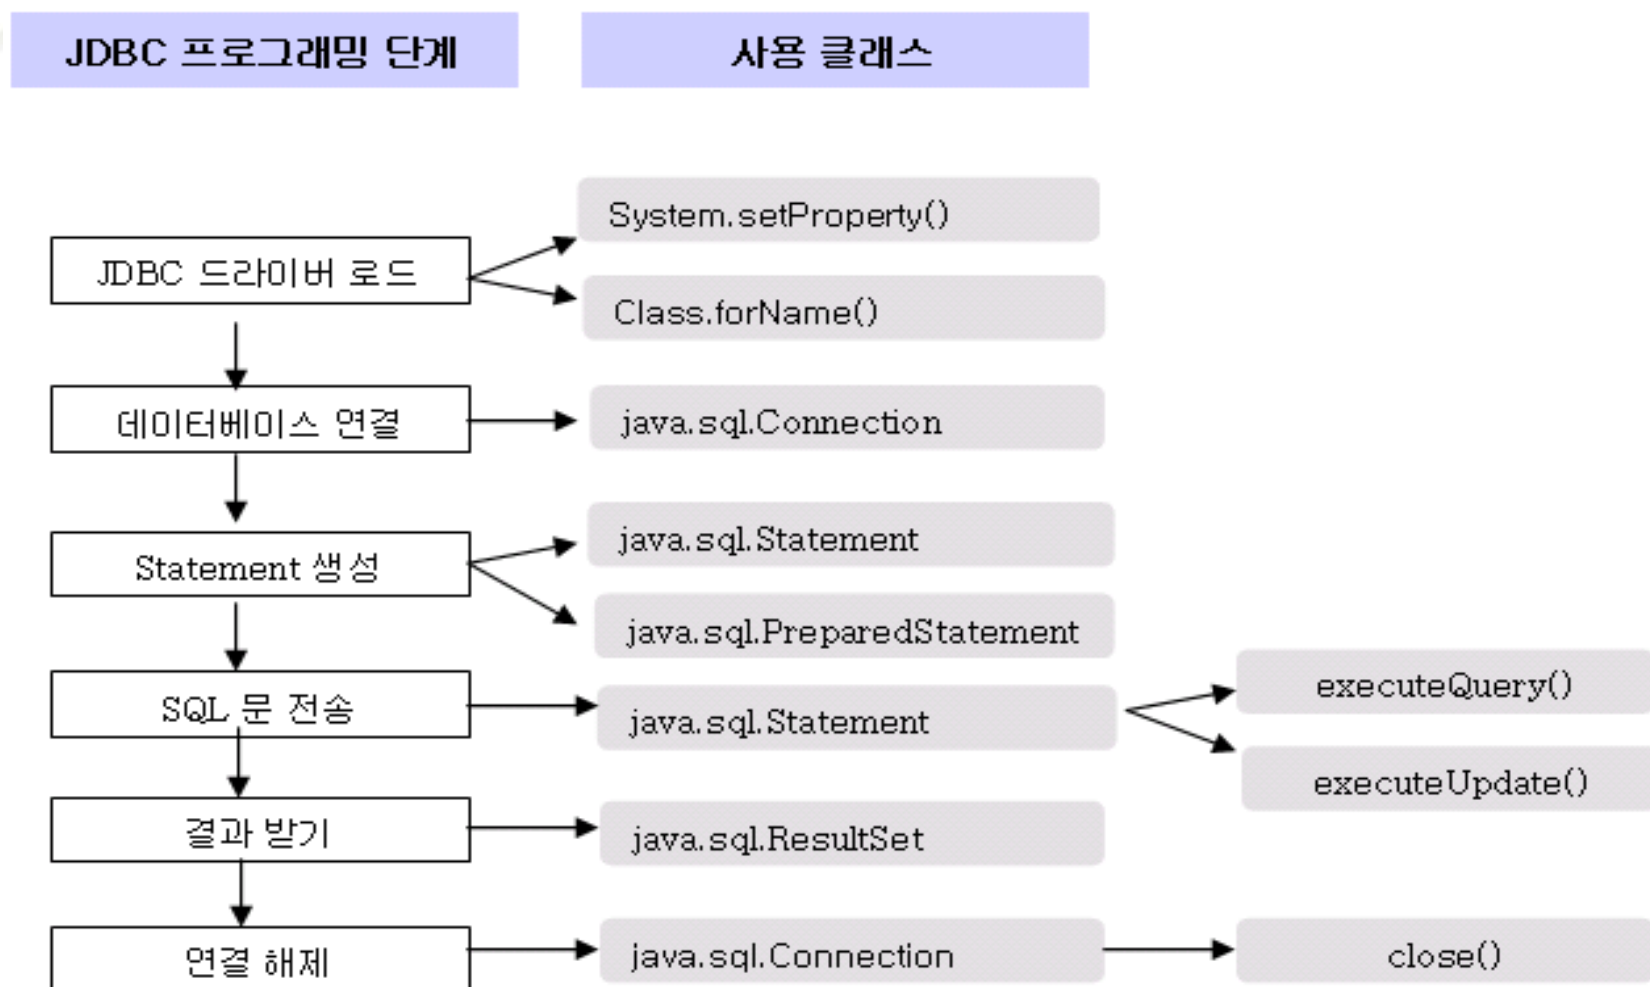 JDBC 프로그래밍 단계
사용 클래스
JDBC 드라이버 로드
System.setProperty()
Class.forName()
데이터베이스 연결
java.sql.Connection
Statement 생성
java.sql.Statement
java.sql.PreparedStatement
SQL 문 전송
java.sql.Statement
executeQuery()
executeUpdate()
결과 받기
java.sql.ResultSet
연결 해제
java.sql.Connection
close()